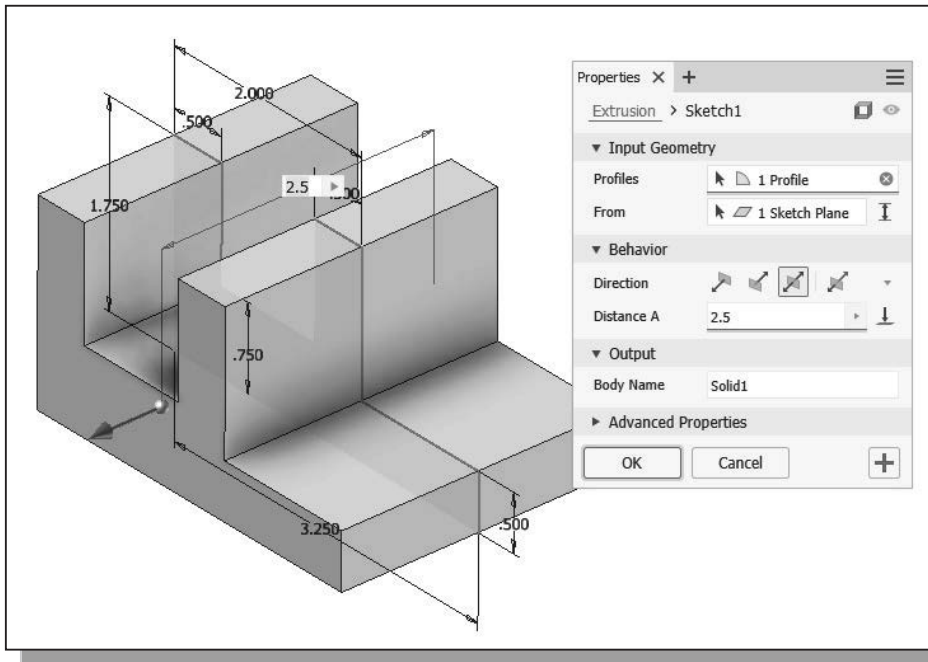 2.000
.500
2.5
1.750
.750
3.250
.500
Properties
Extrusion > Sketch1
Input Geometry
Profiles 1 Profile
From 1 Sketch Plane
Behavior
Direction
Distance A 2.5
Output
Body Name Solid1
Advanced Properties
OK Cancel